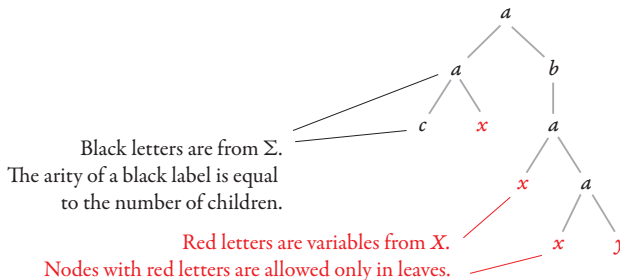 a
a b
c x a
Black letters are from Σ.
The arity of a black label is equal
to the number of children.
x a
Red letters are variables from X.
x y
Nodes with red letters are allowed only in leaves.